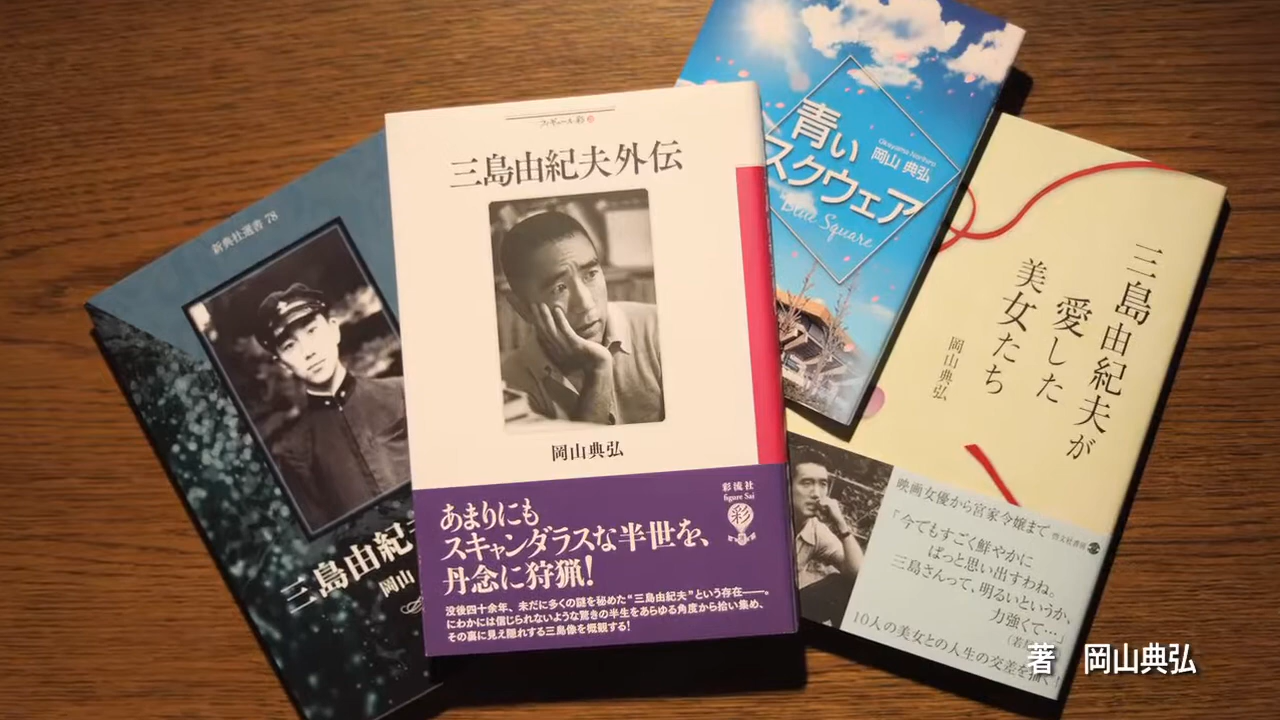 新典社選書 78
三島由紀
岡山
フィギュール彩
三島由紀夫外伝
岡山典弘
彩流社
figure Sai
彩
あまりにも
スキャンダラスな半世を、
丹念に狩猟!
没後四十余年、未だに多くの謎を秘めた“三島由紀夫”という存在――。
にわかには信じられないような驚きの半生をあらゆる角度から拾い集め、
その裏に見え隠れする三島像を概観する!
青い
スクウェア
Okayama Norihiro
岡山 典弘
Blue Square
三島由紀夫が
愛した
美女たち
岡山典弘
映画女優から宮家令嬢まで
啓文社書房
「今でもすごく鮮やかに
ぱっと思い出すわね。
三島さんって、明るいというか、
力強くて…」
10人の美女との人生の交差を描く!
著 岡山典弘